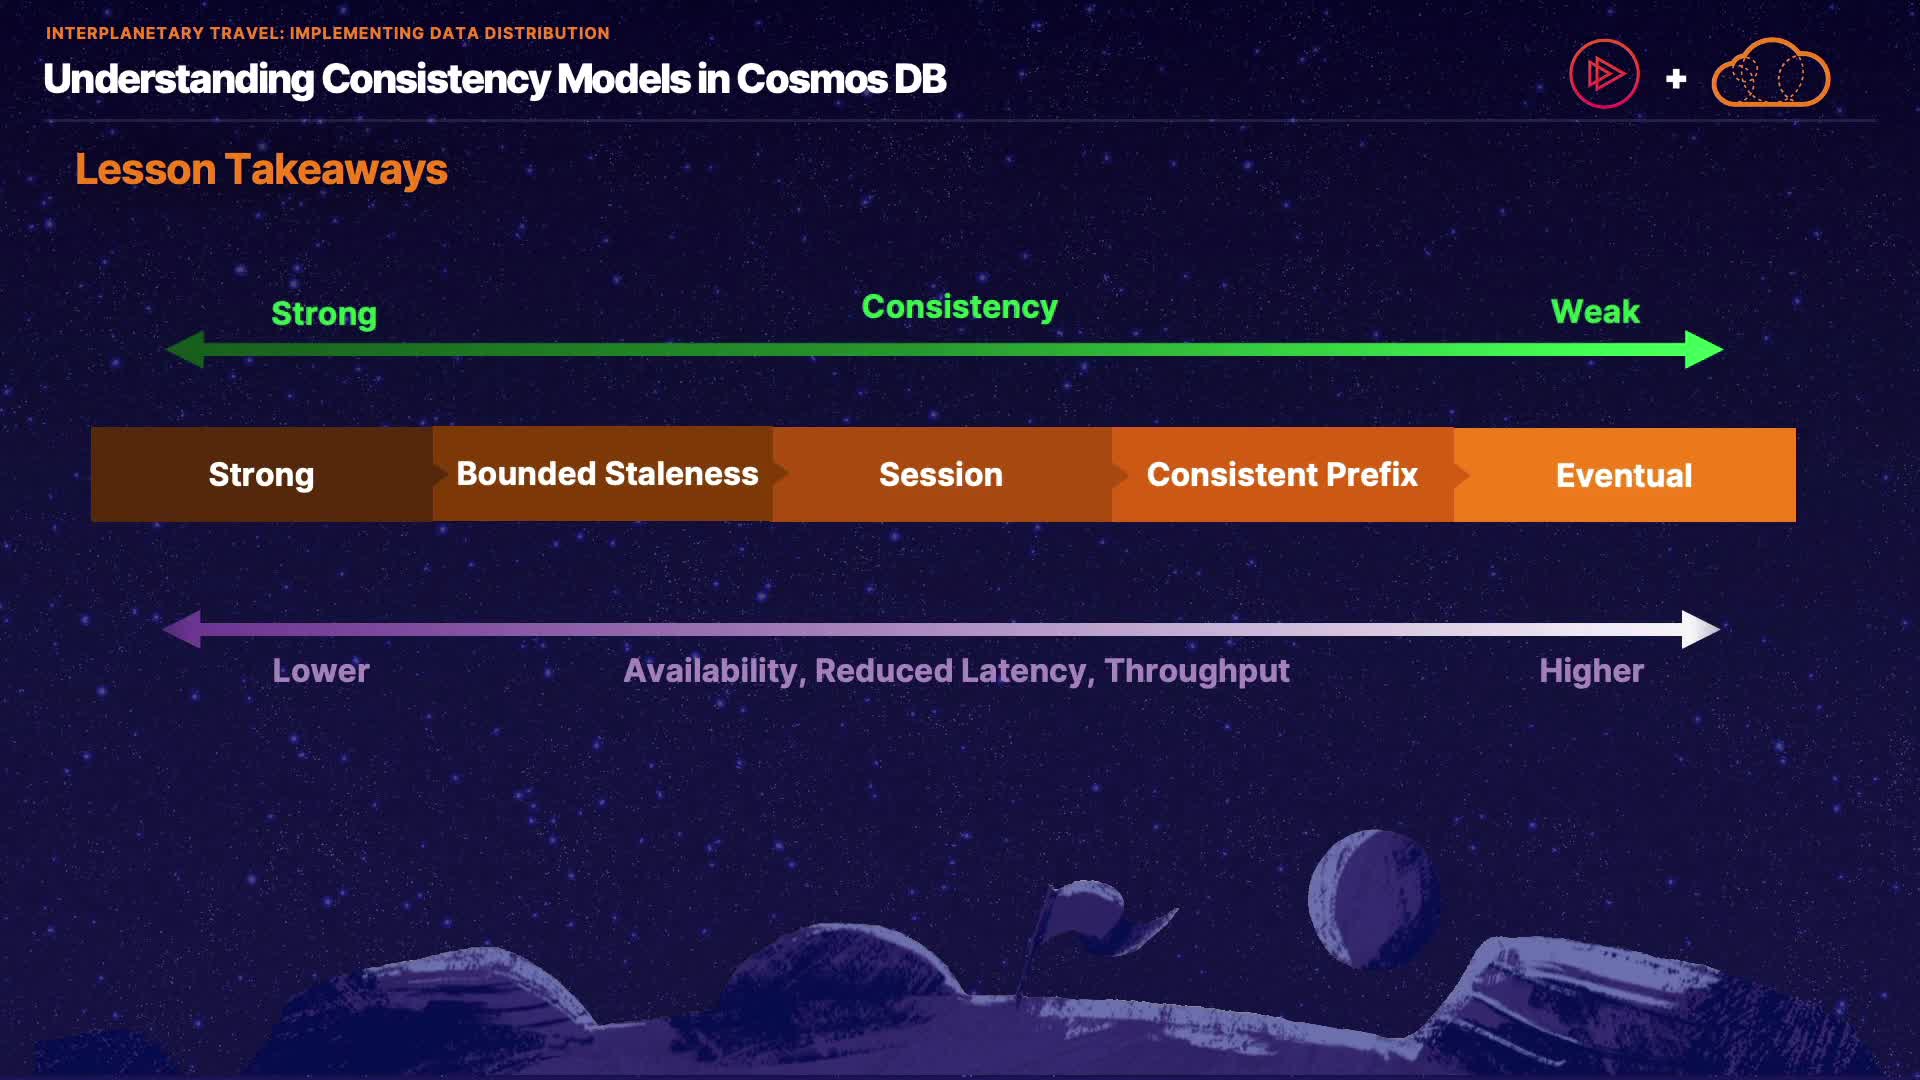 INTERPLANETARY TRAVEL: IMPLEMENTING DATA DISTRIBUTION
Understanding Consistency Models in Cosmos DB
+
Lesson Takeaways
Strong Consistency Weak
Strong Bounded Staleness Session Consistent Prefix Eventual
Lower Availability, Reduced Latency, Throughput Higher